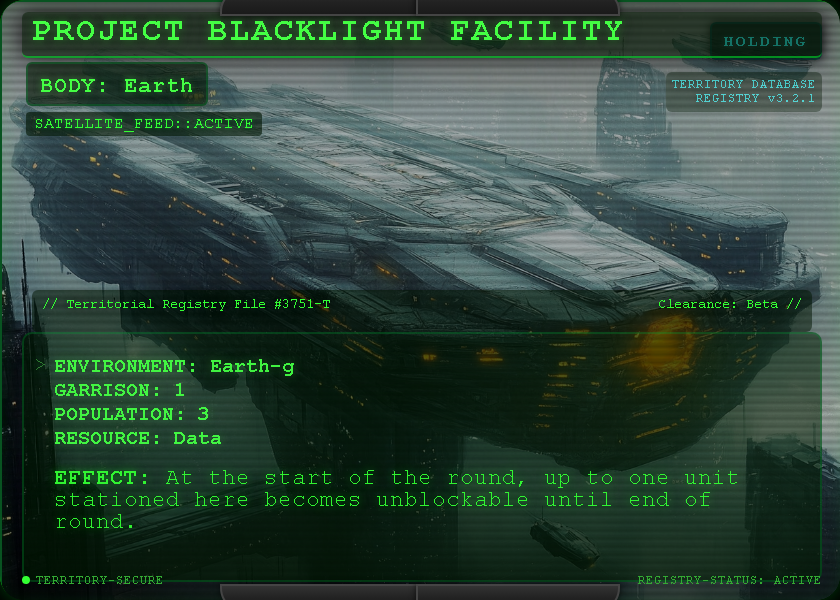 PROJECT BLACKLIGHT FACILITY
HOLDING
BODY: Earth
TERRITORY DATABASE
REGISTRY v3.2.1
SATELLITE_FEED::ACTIVE
// Territorial Registry File #3751-T
Clearance: Beta //
> ENVIRONMENT: Earth-g
GARRISON: 1
POPULATION: 3
RESOURCE: Data
EFFECT: At the start of the round, up to one unit
stationed here becomes unblockable until end of
round.
TERRITORY-SECURE
REGISTRY-STATUS: ACTIVE